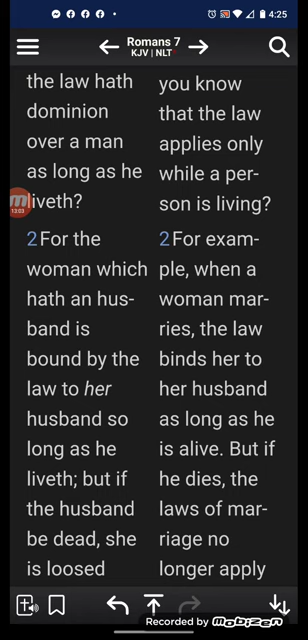 4:25
Romans 7
KJV | NLT
the law hath
dominion
over a man
as long as he
liveth?
2 For the
woman which
hath an hus-
band is
bound by the
law to her
husband so
long as he
liveth; but if
the husband
be dead, she
is loosed
you know
that the law
applies only
while a per-
son is living?
2 For exam-
ple, when a
woman mar-
ries, the law
binds her to
her husband
as long as he
is alive. But if
he dies, the
laws of mar-
riage no
longer apply
13:03
Recorded by mobizen